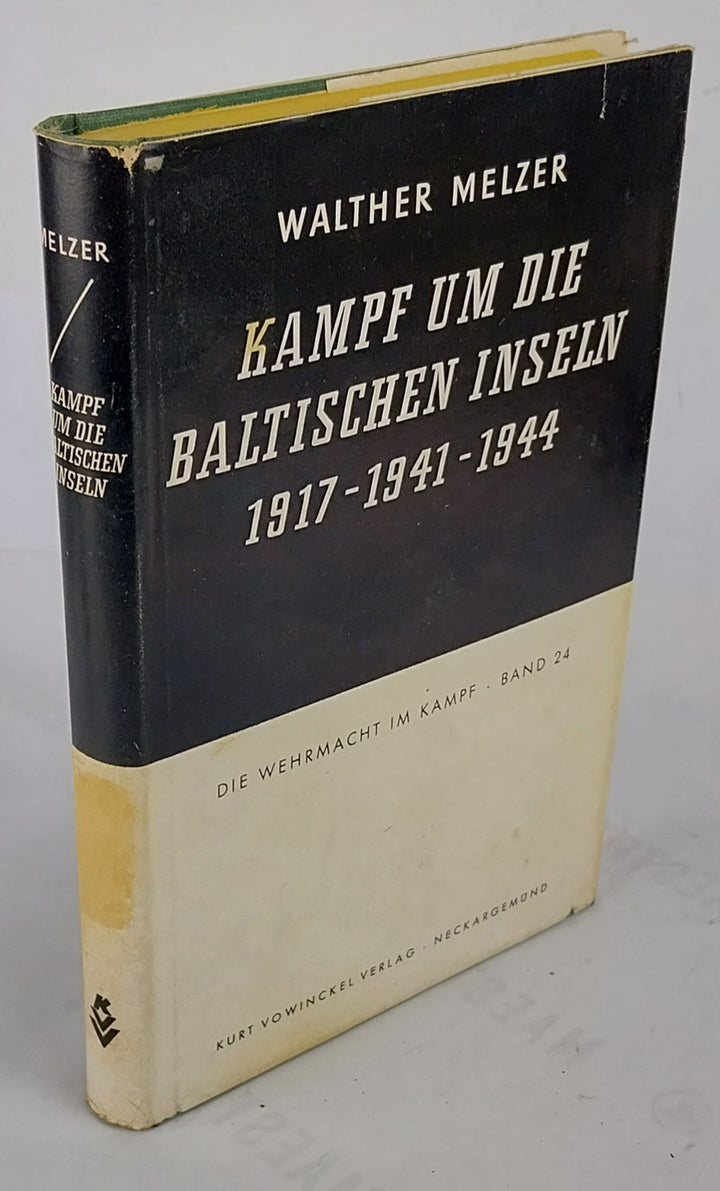 WALTHER MELZER
KAMPF UM DIE
BALTISCHEN INSELN
1917-1941-1944
DIE WEHRMACHT IM KAMPF · BAND 24
KURT VOWINCKEL VERLAG · NECKARGEMÜND
MELZER
KAMPF
UM DIE
BALTISCHEN
INSELN